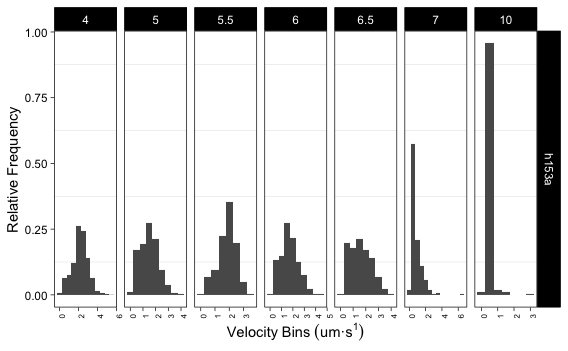 4 5 5.5 6 6.5 7 10
1.00
0.75
0.50
0.25
0.00
Relative Frequency
h153a
0 2 4 6 0 1 2 3 4 0 1 2 3 0 1 2 3 4 0 1 2 3 4 0 2 4 6 0 1 2 3
Velocity Bins (um·s¹)